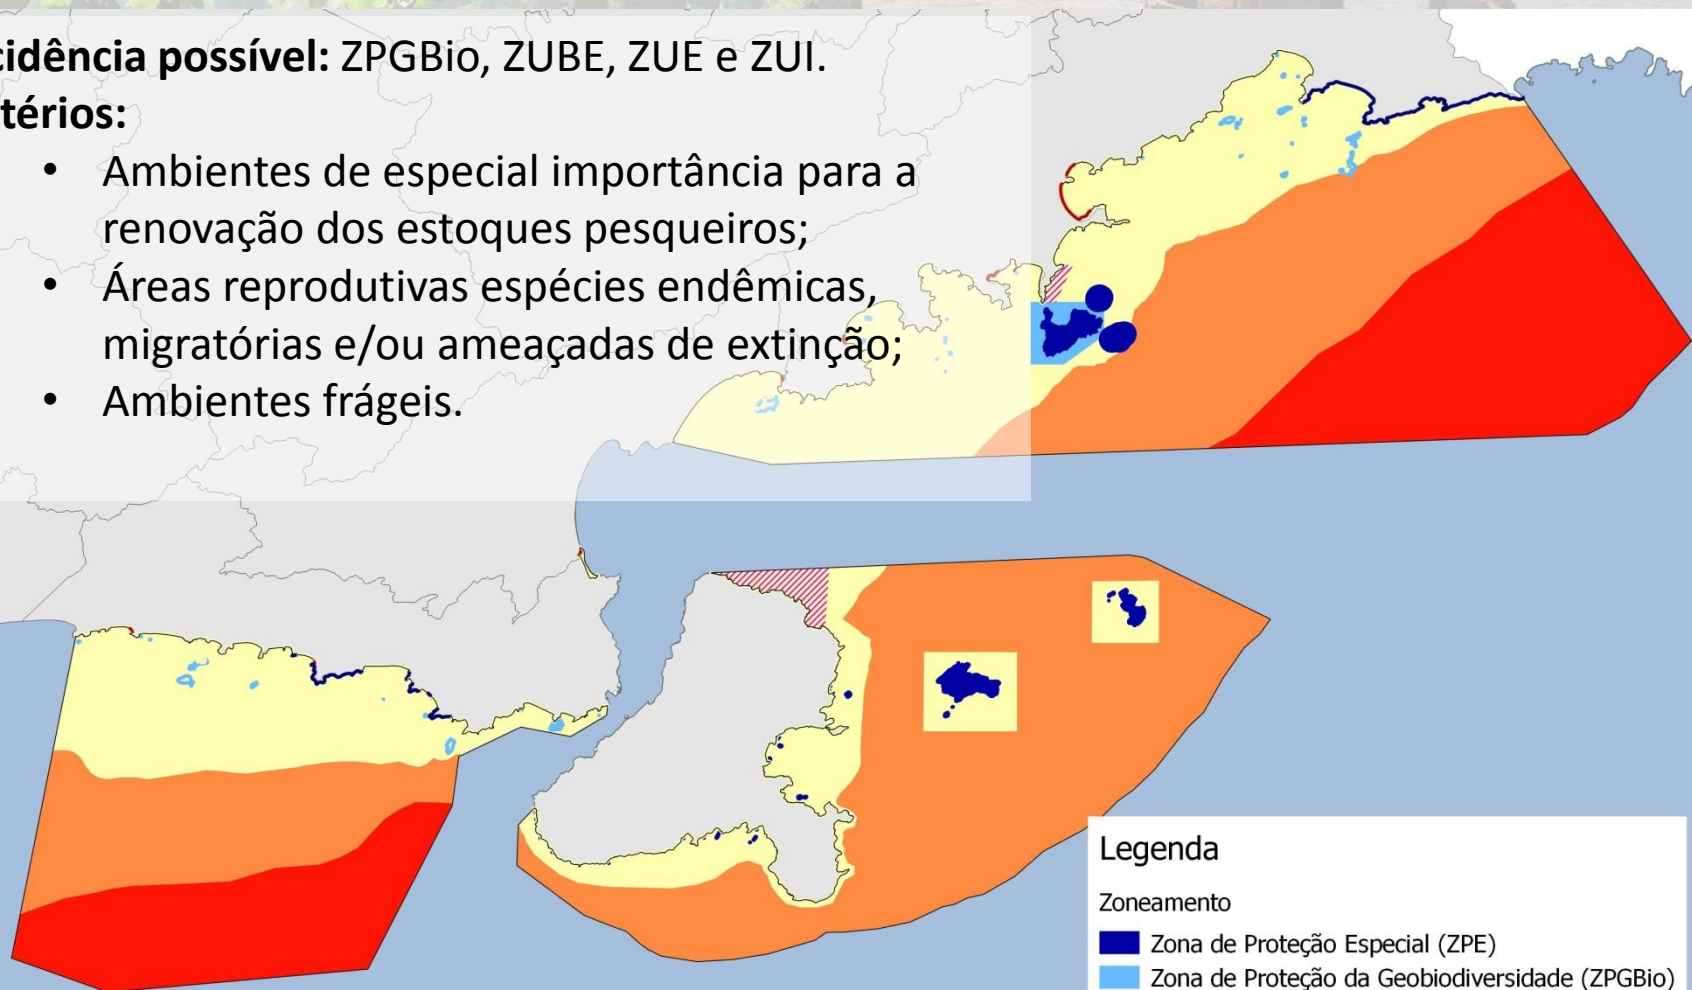 cidência possível: ZPGBio, ZUBE, ZUE e ZUI.
térios:
• Ambientes de especial importância para a
renovação dos estoques pesqueiros;
• Áreas reprodutivas espécies endêmicas,
migratórias e/ou ameaçadas de extinção;
• Ambientes frágeis.
Legenda
Zoneamento
Zona de Proteção Especial (ZPE)
Zona de Proteção da Geobiodiversidade (ZPGBio)